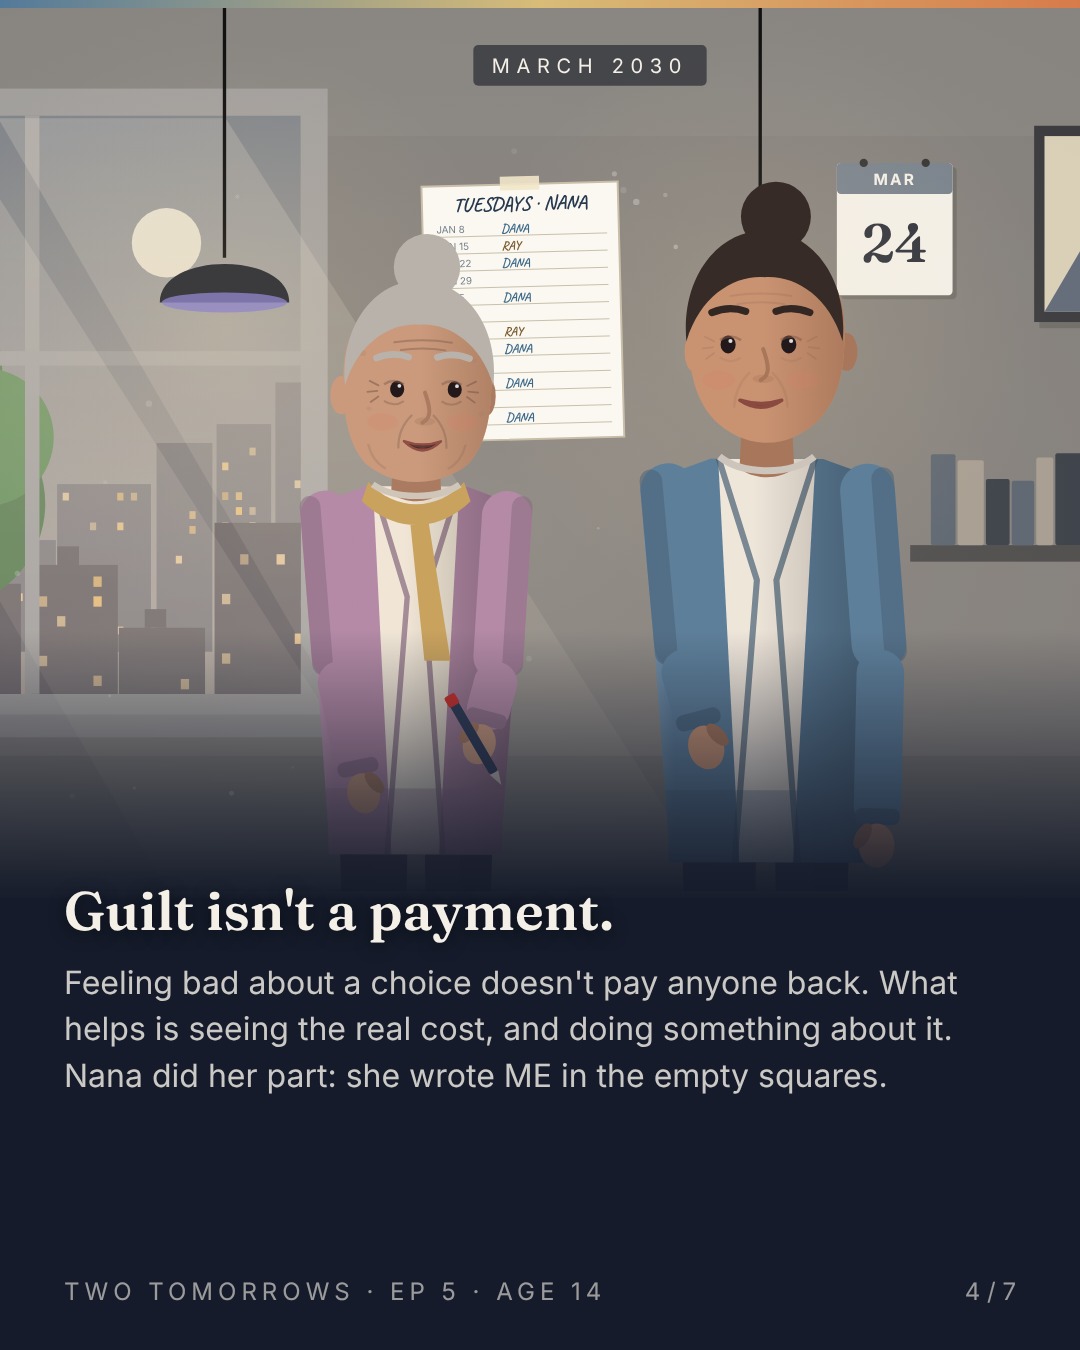 MARCH 2030
MAR
24
TUESDAYS · NANA
JAN 8 DANA
15 RAY
22 DANA
29
DANA
RAY
DANA
DANA
DANA
Guilt isn't a payment.
Feeling bad about a choice doesn't pay anyone back. What
helps is seeing the real cost, and doing something about it.
Nana did her part: she wrote ME in the empty squares.
TWO TOMORROWS · EP 5 · AGE 14
4/7